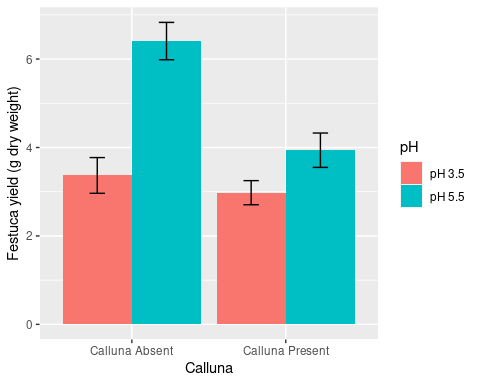 Festuca yield (g dry weight)
6
4
2
0
Calluna Absent
Calluna Present
Calluna
pH
pH 3.5
pH 5.5